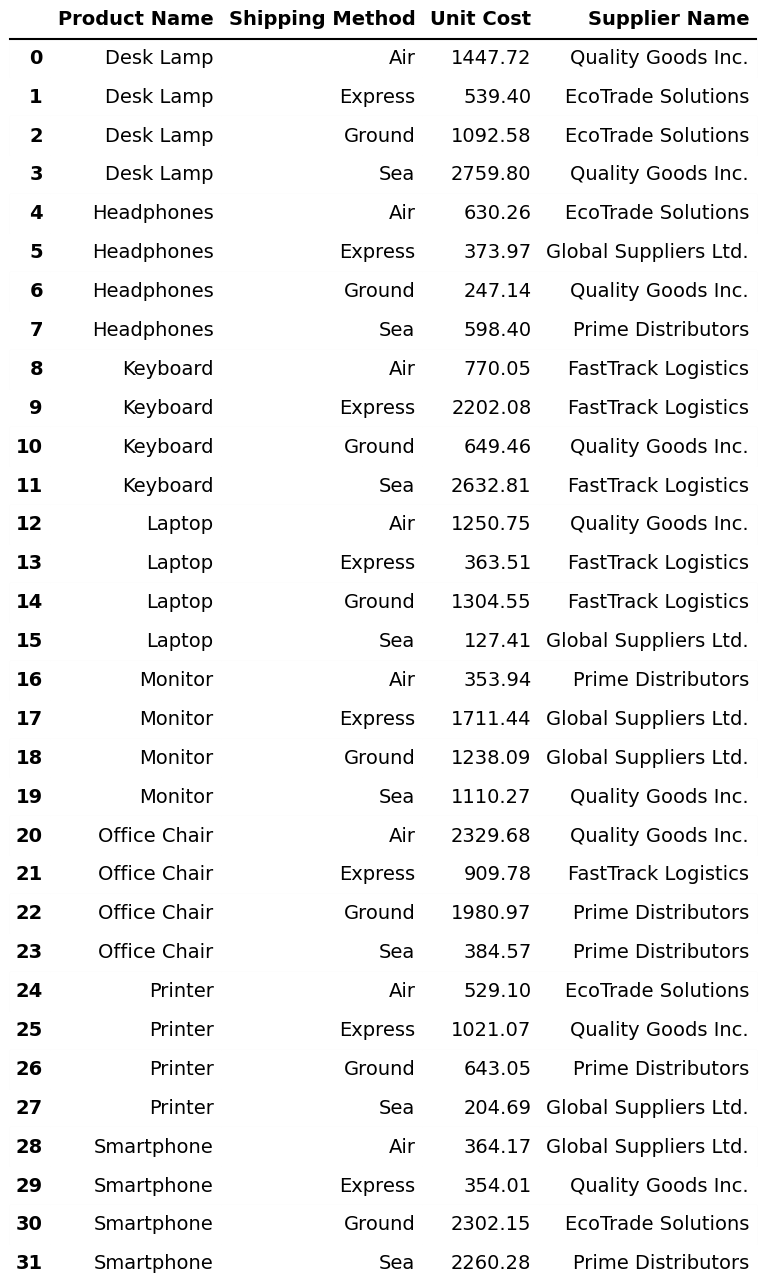 Product Name Shipping Method Unit Cost Supplier Name
0 Desk Lamp Air 1447.72 Quality Goods Inc.
1 Desk Lamp Express 539.40 EcoTrade Solutions
2 Desk Lamp Ground 1092.58 EcoTrade Solutions
3 Desk Lamp Sea 2759.80 Quality Goods Inc.
4 Headphones Air 630.26 EcoTrade Solutions
5 Headphones Express 373.97 Global Suppliers Ltd.
6 Headphones Ground 247.14 Quality Goods Inc.
7 Headphones Sea 598.40 Prime Distributors
8 Keyboard Air 770.05 FastTrack Logistics
9 Keyboard Express 2202.08 FastTrack Logistics
10 Keyboard Ground 649.46 Quality Goods Inc.
11 Keyboard Sea 2632.81 FastTrack Logistics
12 Laptop Air 1250.75 Quality Goods Inc.
13 Laptop Express 363.51 FastTrack Logistics
14 Laptop Ground 1304.55 FastTrack Logistics
15 Laptop Sea 127.41 Global Suppliers Ltd.
16 Monitor Air 353.94 Prime Distributors
17 Monitor Express 1711.44 Global Suppliers Ltd.
18 Monitor Ground 1238.09 Global Suppliers Ltd.
19 Monitor Sea 1110.27 Quality Goods Inc.
20 Office Chair Air 2329.68 Quality Goods Inc.
21 Office Chair Express 909.78 FastTrack Logistics
22 Office Chair Ground 1980.97 Prime Distributors
23 Office Chair Sea 384.57 Prime Distributors
24 Printer Air 529.10 EcoTrade Solutions
25 Printer Express 1021.07 Quality Goods Inc.
26 Printer Ground 643.05 Prime Distributors
27 Printer Sea 204.69 Global Suppliers Ltd.
28 Smartphone Air 364.17 Global Suppliers Ltd.
29 Smartphone Express 354.01 Quality Goods Inc.
30 Smartphone Ground 2302.15 EcoTrade Solutions
31 Smartphone Sea 2260.28 Prime Distributors